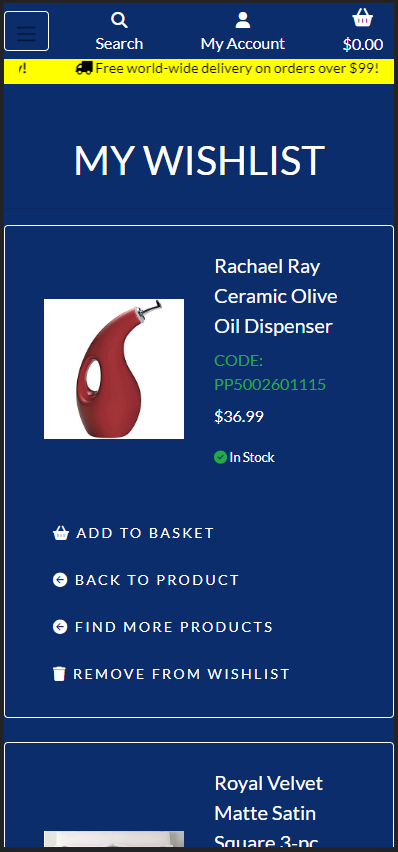 Search
My Account
$0.00
y! Free world-wide delivery on orders over $99!
MY WISHLIST
Rachael Ray
Ceramic Olive
Oil Dispenser
CODE:
PP5002601115
$36.99
In Stock
ADD TO BASKET
BACK TO PRODUCT
FIND MORE PRODUCTS
REMOVE FROM WISHLIST
Royal Velvet
Matte Satin
Square 3-pc